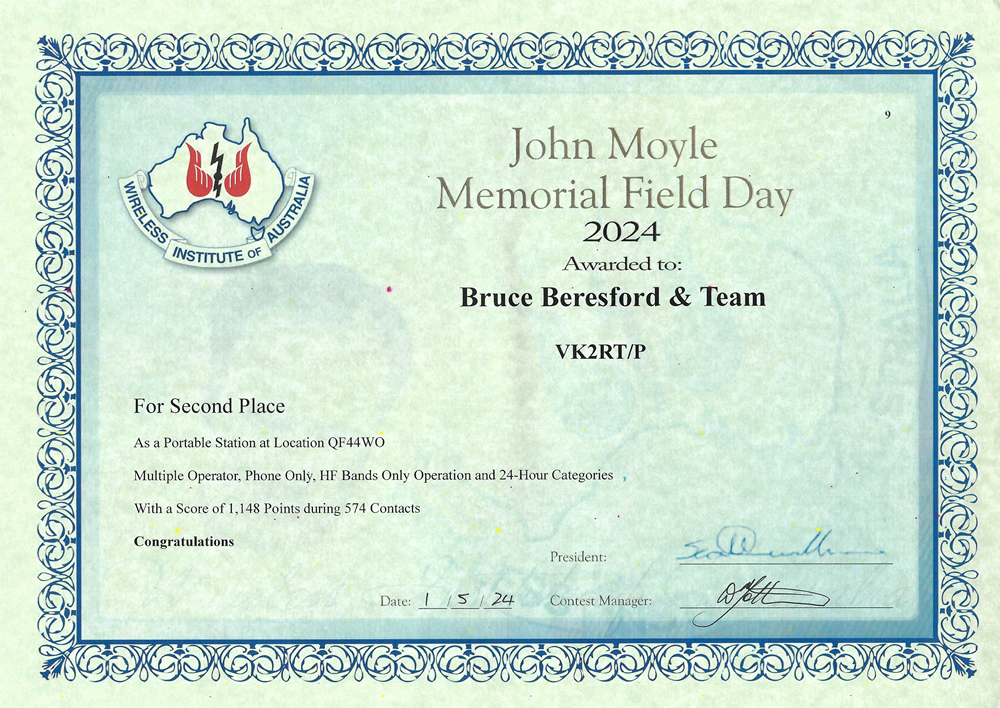 9
WIRELESS INSTITUTE OF AUSTRALIA
John Moyle
Memorial Field Day
2024
Awarded to:
Bruce Beresford & Team
VK2RT/P
For Second Place
As a Portable Station at Location QF44WO
Multiple Operator, Phone Only, HF Bands Only Operation and 24-Hour Categories
With a Score of 1,148 Points during 574 Contacts
Congratulations
President:
Date: 1 / 5 / 24 Contest Manager: